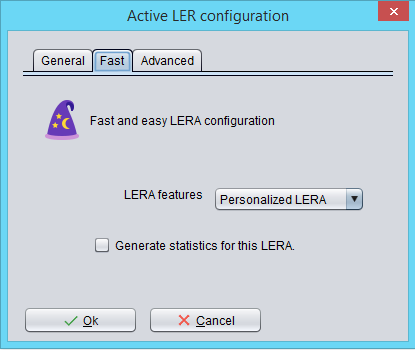 Active LER configuration
General Fast Advanced
Fast and easy LERA configuration
LERA features Personalized LERA
Generate statistics for this LERA.
Ok Cancel